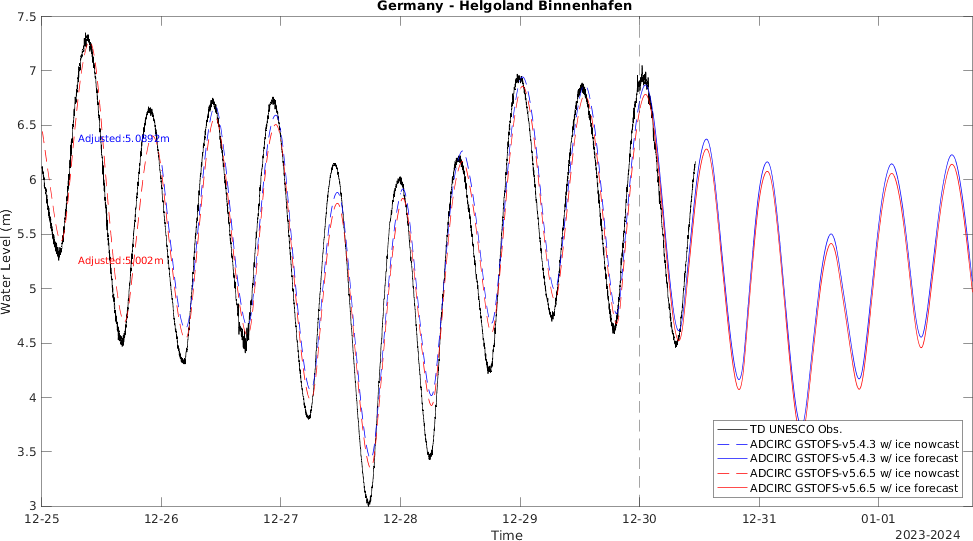 Germany - Helgoland Binnenhafen
7.5
7
6.5
6
5.5
5
4.5
4
3.5
3
Water Level (m)
Adjusted:5.0892m
Adjusted:5.002m
TD UNESCO Obs.
ADCIRC GSTOFS-v5.4.3 w/ ice nowcast
ADCIRC GSTOFS-v5.4.3 w/ ice forecast
ADCIRC GSTOFS-v5.6.5 w/ ice nowcast
ADCIRC GSTOFS-v5.6.5 w/ ice forecast
12-25 12-26 12-27 12-28 12-29 12-30 12-31 01-01
Time
2023-2024